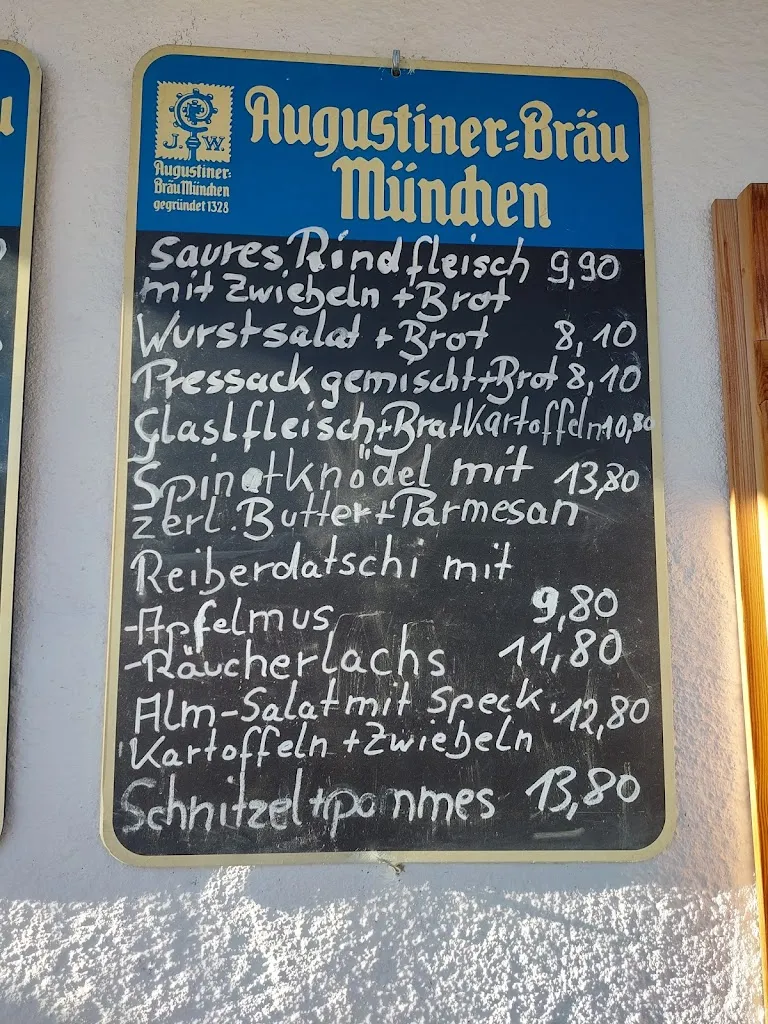 J. W.
Augustiner-
Bräu München
gegründet 1328
Augustiner-Bräu
München
Saures Rindfleisch 9,90
mit Zwiebeln + Brot
Wurstsalat + Brot 8,10
Pressack gemischt + Brot 8,10
Glaslfleisch + Bratkartoffeln 10,80
Spinatknödel mit 13,80
zerl. Butter + Parmesan
Reiberdatschi mit
- Apfelmus 9,80
- Räucherlachs 11,80
Alm-Salat mit Speck, 12,80
Kartoffeln + Zwiebeln
Schnitzel + pommes 13,80